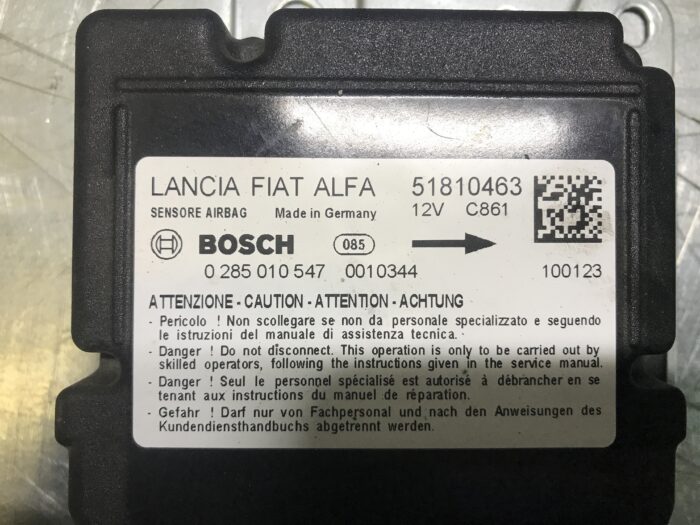 LANCIA FIAT ALFA 51810463
SENSORE AIRBAG Made in Germany 12V C861
BOSCH 085
0 285 010 547 0010344 100123
ATTENZIONE - CAUTION - ATTENTION - ACHTUNG
- Pericolo ! Non scollegare se non da personale specializzato e seguendo
le istruzioni del manuale di assistenza tecnica.
- Danger ! Do not disconnect. This operation is only to be carried out by
skilled operators, following the instructions given in the service manual.
- Danger ! Seul le personnel spécialisé est autorisé à débrancher en se
tenant aux instructions du manuel de réparation.
- Gefahr ! Darf nur von Fachpersonal und nach den Anweisungen des
Kundendiensthandbuchs abgetrennt werden.